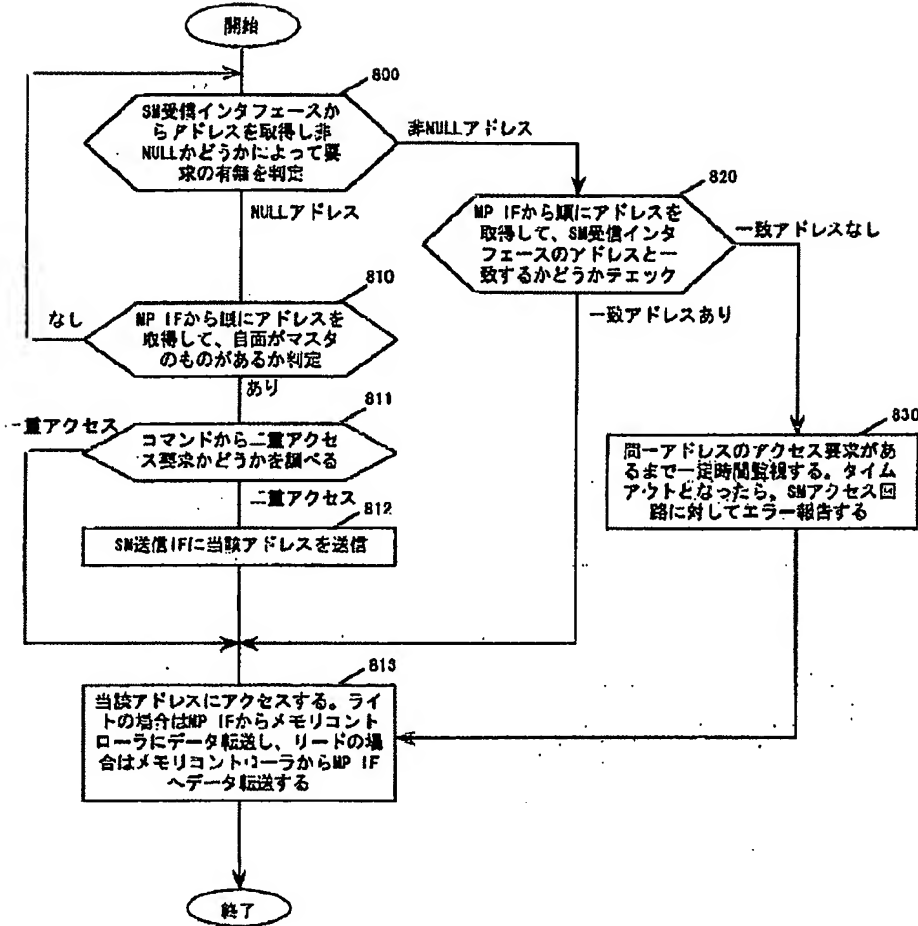 開始
800
SM受信インタフェースか
らアドレスを取得し非
NULLかどうかによって要
求の有無を判定
非NULLアドレス
NULLアドレス
820
MP IFから順にアドレスを
取得して、SM受信インタ
フェースのアドレスと一
致するかどうかチェック
一致アドレスなし
一致アドレスあり
810
なし
MP IFから順にアドレスを
取得して、自面がマスタ
のものがあるか判定
あり
811
一重アクセス
コマンドから二重アクセ
ス要求かどうかを調べる
二重アクセス
812
SM送信IFに当該アドレスを送信
830
同一アドレスのアクセス要求があ
るまで一定時間監視する。タイム
アウトとなったら、SMアクセス回
路に対してエラー報告する
813
当該アドレスにアクセスする。ライ
トの場合はMP IFからメモリコント
ローラにデータ転送し、リードの場
合はメモリコントローラからMP IF
へデータ転送する
終了